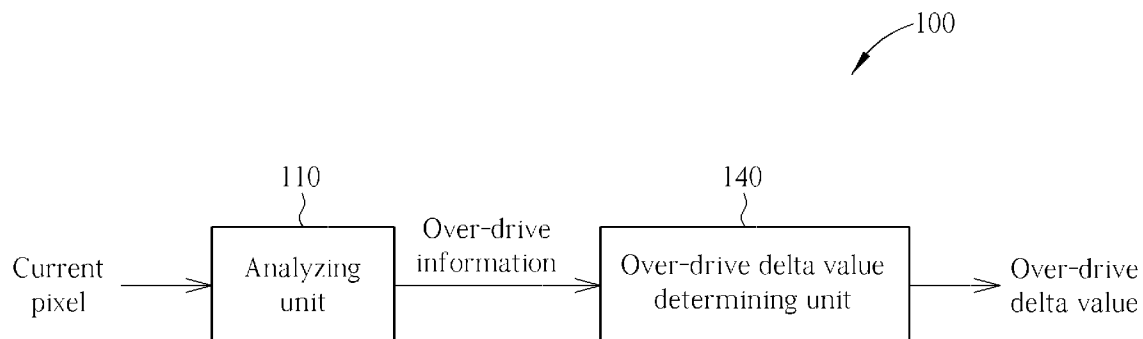 100
110
140
Current
pixel
Analyzing
unit
Over-drive
information
Over-drive delta value
determining unit
Over-drive
delta value